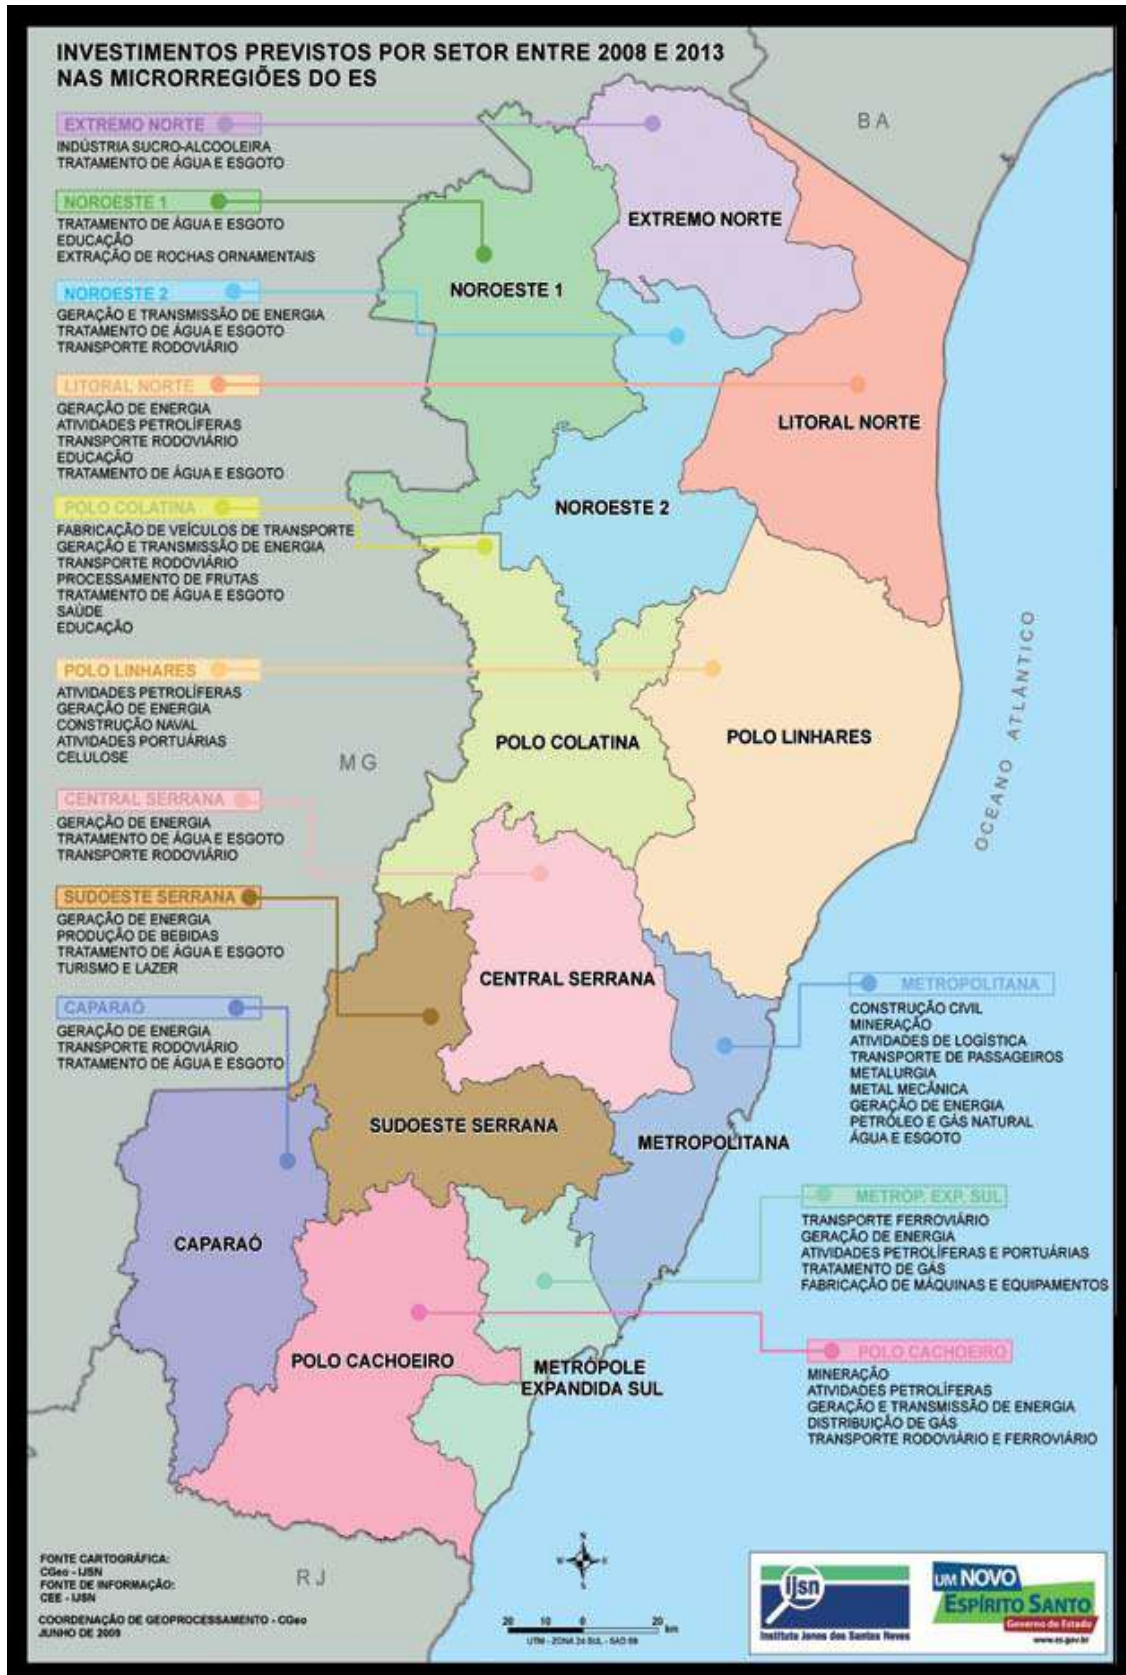 INVESTIMENTOS PREVISTOS POR SETOR ENTRE 2008 E 2013
NAS MICRORREGIÕES DO ES
EXTREMO NORTE
INDÚSTRIA SUCRO-ALCOOLEIRA
TRATAMENTO DE ÁGUA E ESGOTO
NOROESTE 1
TRATAMENTO DE ÁGUA E ESGOTO
EDUCAÇÃO
EXTRAÇÃO DE ROCHAS ORNAMENTAIS
NOROESTE 2
GERAÇÃO E TRANSMISSÃO DE ENERGIA
TRATAMENTO DE ÁGUA E ESGOTO
TRANSPORTE RODOVIÁRIO
LITORAL NORTE
GERAÇÃO DE ENERGIA
ATIVIDADES PETROLÍFERAS
TRANSPORTE RODOVIÁRIO
EDUCAÇÃO
TRATAMENTO DE ÁGUA E ESGOTO
POLO COLATINA
FABRICAÇÃO DE VEÍCULOS DE TRANSPORTE
GERAÇÃO E TRANSMISSÃO DE ENERGIA
TRANSPORTE RODOVIÁRIO
PROCESSAMENTO DE FRUTAS
TRATAMENTO DE ÁGUA E ESGOTO
SAÚDE
EDUCAÇÃO
POLO LINHARES
ATIVIDADES PETROLÍFERAS
GERAÇÃO DE ENERGIA
CONSTRUÇÃO NAVAL
ATIVIDADES PORTUÁRIAS
CELULOSE
CENTRAL SERRANA
GERAÇÃO DE ENERGIA
TRATAMENTO DE ÁGUA E ESGOTO
TRANSPORTE RODOVIÁRIO
SUDOESTE SERRANA
GERAÇÃO DE ENERGIA
PRODUÇÃO DE BEBIDAS
TRATAMENTO DE ÁGUA E ESGOTO
TURISMO E LAZER
CAPARAÓ
GERAÇÃO DE ENERGIA
TRANSPORTE RODOVIÁRIO
TRATAMENTO DE ÁGUA E ESGOTO
BA
EXTREMO NORTE
NOROESTE 1
LITORAL NORTE
NOROESTE 2
MG
POLO COLATINA
POLO LINHARES
OCEANO ATLÂNTICO
CENTRAL SERRANA
SUDOESTE SERRANA
METROPOLITANA
CAPARAÓ
POLO CACHOEIRO
METRÓPOLE
EXPANDIDA SUL
RJ
METROPOLITANA
CONSTRUÇÃO CIVIL
MINERAÇÃO
ATIVIDADES DE LOGÍSTICA
TRANSPORTE DE PASSAGEIROS
METALURGIA
METAL MECÂNICA
GERAÇÃO DE ENERGIA
PETRÓLEO E GÁS NATURAL
ÁGUA E ESGOTO
METROP. EXP. SUL
TRANSPORTE FERROVIÁRIO
GERAÇÃO DE ENERGIA
ATIVIDADES PETROLÍFERAS E PORTUÁRIAS
TRATAMENTO DE GÁS
FABRICAÇÃO DE MÁQUINAS E EQUIPAMENTOS
POLO CACHOEIRO
MINERAÇÃO
ATIVIDADES PETROLÍFERAS
GERAÇÃO E TRANSMISSÃO DE ENERGIA
DISTRIBUIÇÃO DE GÁS
TRANSPORTE RODOVIÁRIO E FERROVIÁRIO
FONTE CARTOGRÁFICA:
CGeo - IJSN
FONTE DE INFORMAÇÃO:
CEE - IJSN
COORDENAÇÃO DE GEOPROCESSAMENTO - CGeo
JUNHO DE 2009
N
W E
S
20 10 0 20
km
UTM - ZONA 24 SUL - SAD 69
ijsn
Instituto Jones dos Santos Neves
UM NOVO
ESPÍRITO SANTO
Governo do Estado
www.es.gov.br